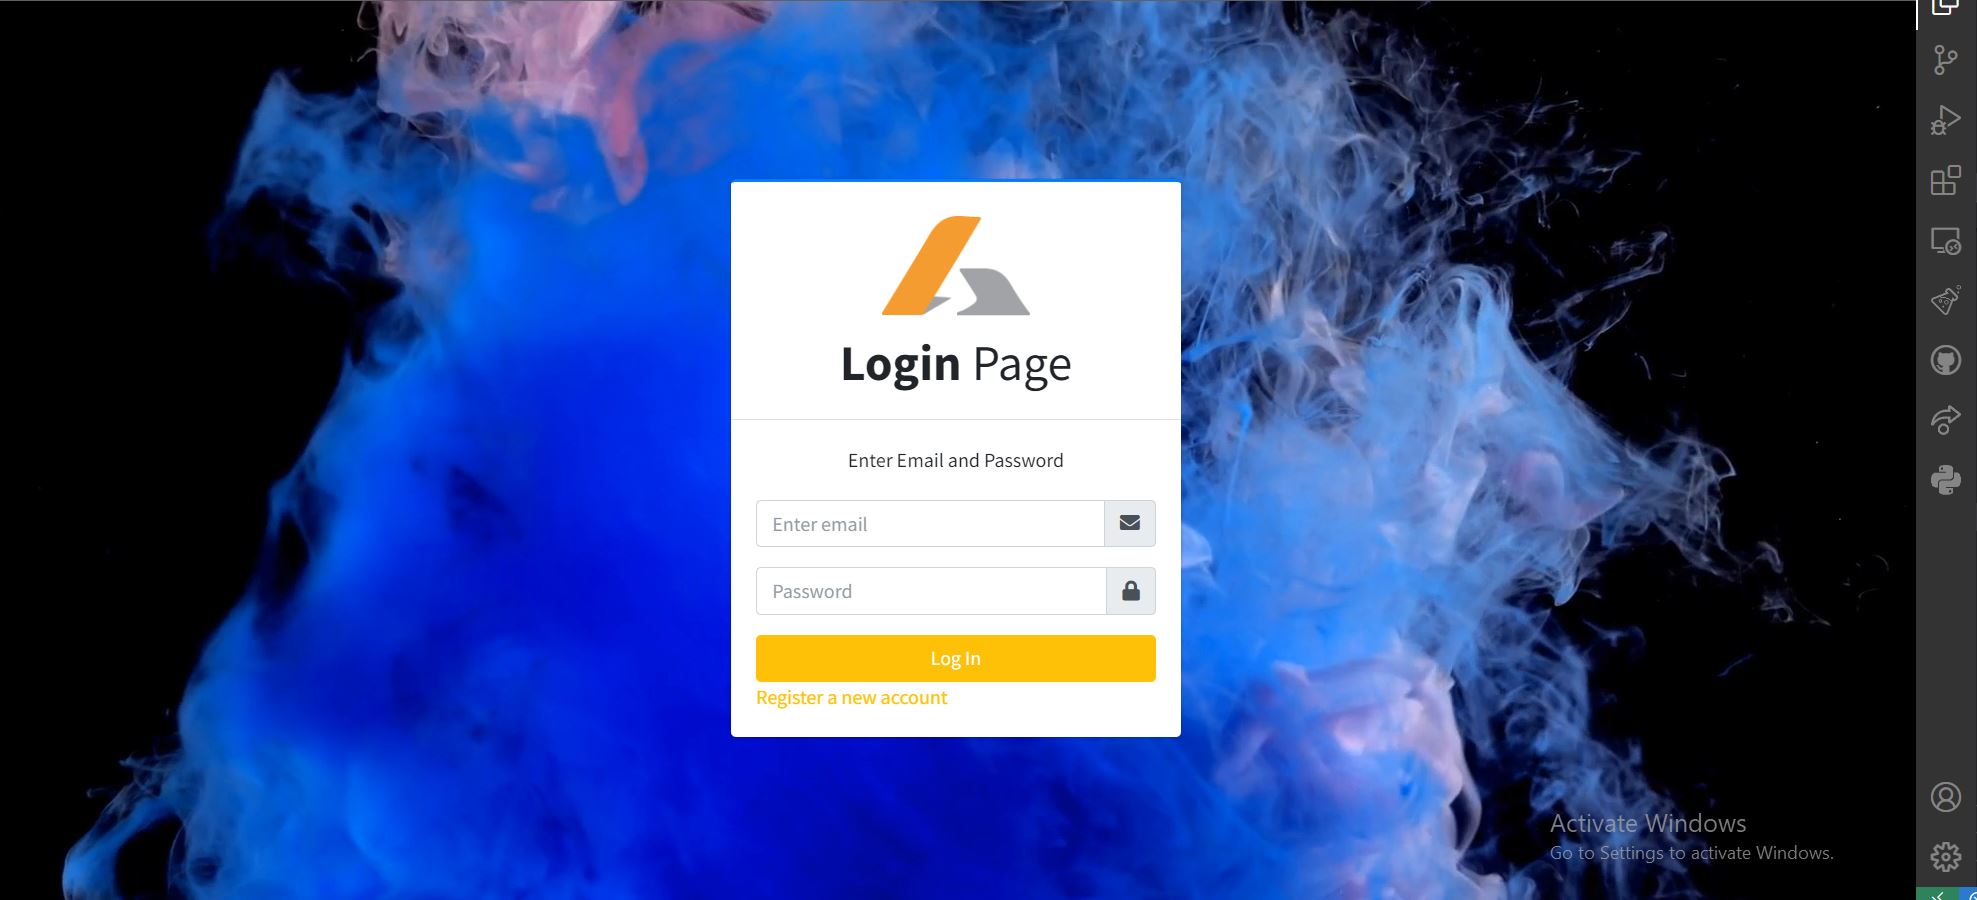 Login Page
Enter Email and Password
Enter email
Password
Log In
Register a new account
Activate Windows
Go to Settings to activate Windows.